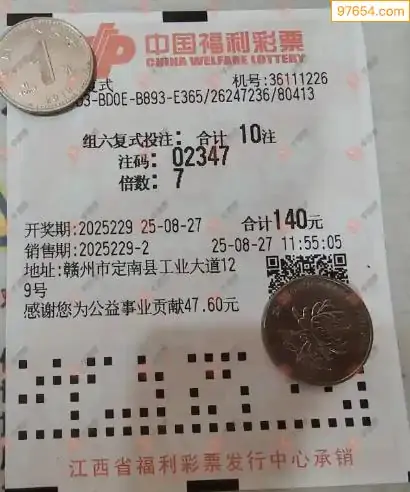 97654.com
中国福利彩票
CHINA WELFARE LOTTERY
复式
机号:36111226
03-BD0E-B893-E365/26247236/80413
组六复式投注: 合计 10注
注码: 02347
倍数: 7
开奖期:2025229 25-08-27 合计140元
销售期:2025229-2 25-08-27 11:55:05
地址:赣州市定南县工业大道12
9号
感谢您为公益事业贡献47.60元
江西省福利彩票发行中心承销